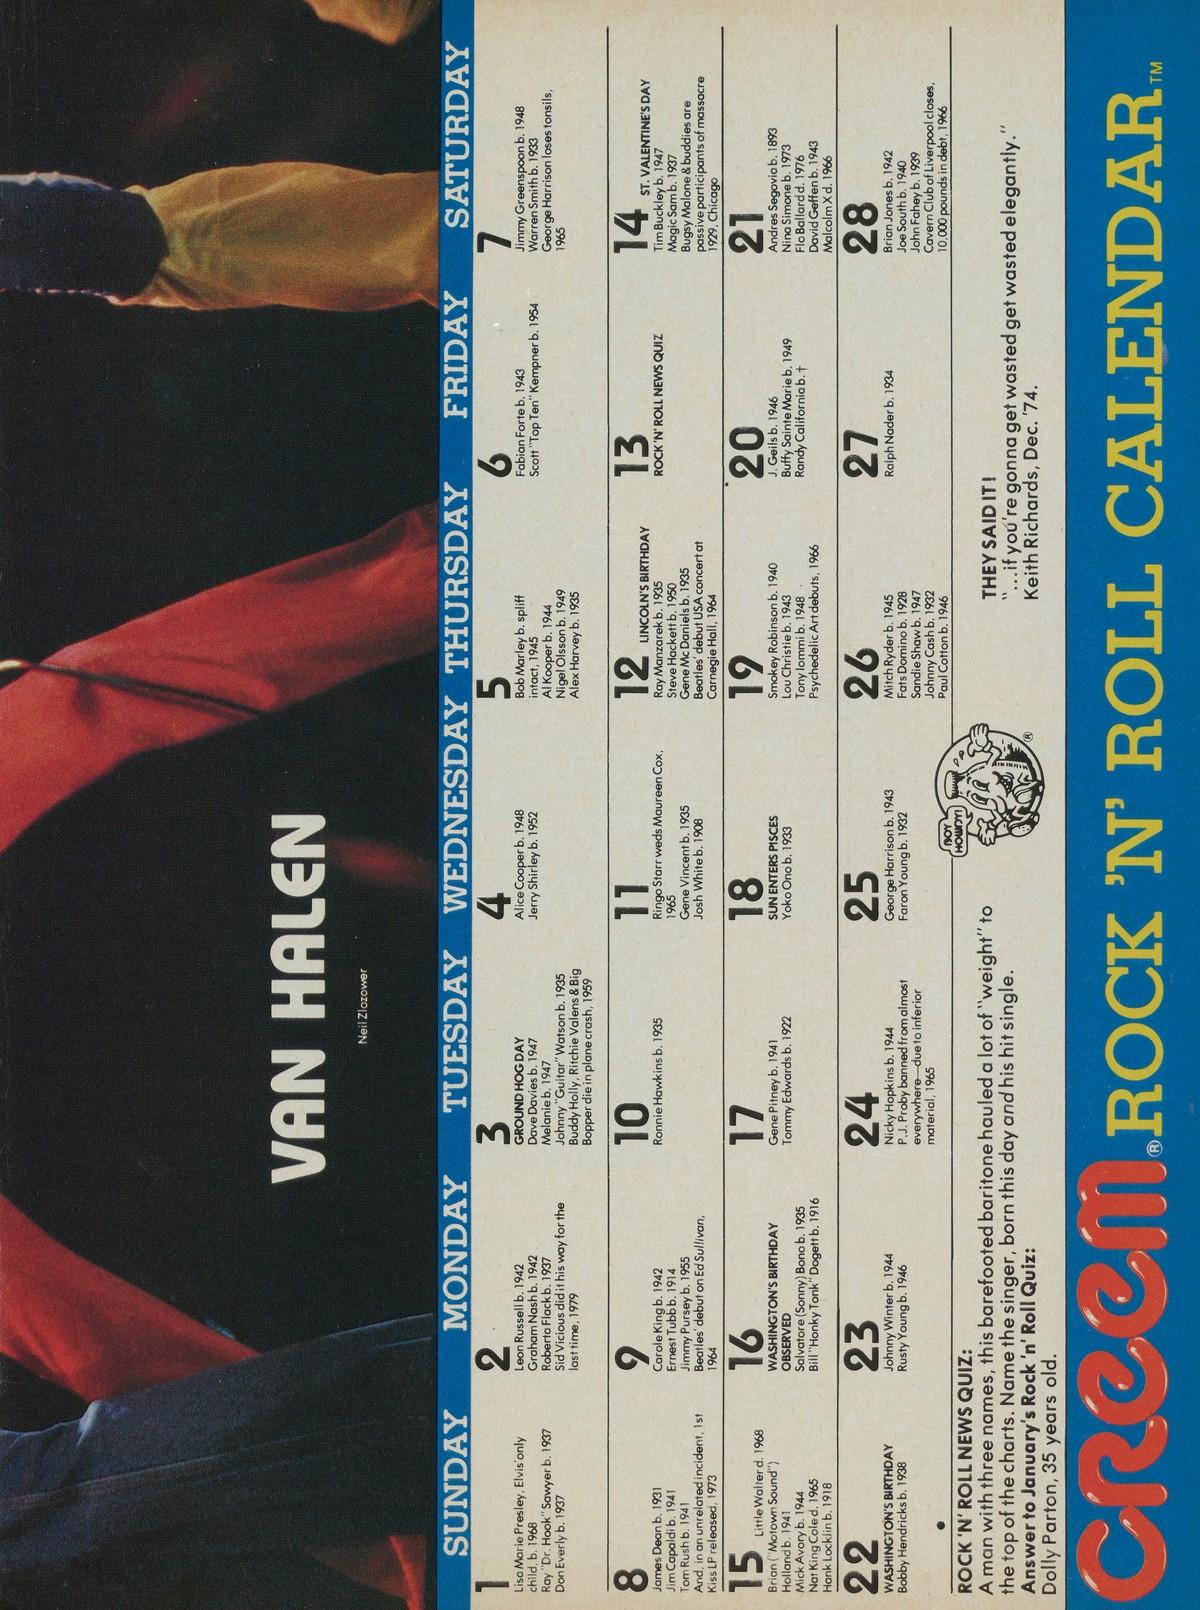 VAN HALEN
Neil Zlozower
SUNDAY MONDAY TUESDAY WEDNESDAY THURSDAY FRIDAY SATURDAY
1
Lisa Marie Presley, Elvis' only
child, b. 1968
Ray "Dr. Hook" Sawyer b. 1937
Don Everly b. 1937
2
Leon Russell b. 1942
Graham Nash b. 1942
Roberta Flack b. 1937
Sid Vicious did it his way for the
last time, 1979
3
GROUND HOG DAY
Dave Davies b. 1947
Melanie b. 1947
Johnny "Guitar" Watson b. 1935
Buddy Holly, Ritchie Valens & Big
Bopper die in plane crash, 1959
4
Alice Cooper b. 1948
Jerry Shirley b. 1952
5
Bob Marley b. spliff
intact, 1945
Al Kooper b. 1944
Nigel Olsson b. 1949
Alex Harvey b. 1935
6
Fabian Forte b. 1943
Scott "Top Ten" Kempner b. 1954
7
Jimmy Greenspoon b. 1948
Warren Smith b. 1933
George Harrison loses tonsils,
1965
8
James Dean b. 1931
Jim Capaldi b. 1941
Tom Rush b. 1941
And, in an unrelated incident, 1st
Kiss LP released, 1973
9
Carole King b. 1942
Ernest Tubb b. 1914
Jimmy Pursey b. 1955
Beatles' debut on Ed Sullivan,
1964
10
Ronnie Hawkins b. 1935
11
Ringo Starr weds Maureen Cox,
1965
Gene Vincent b. 1935
Josh White b. 1908
12 LINCOLN'S BIRTHDAY
Ray Manzarek b. 1935
Steve Hackett b. 1950
Gene McDaniels b. 1935
Beatles' debut USA concert at
Carnegie Hall, 1964
13
ROCK 'N' ROLL NEWS QUIZ
14 ST. VALENTINE'S DAY
Tim Buckley b. 1947
Magic Sam b. 1937
Bugsy Malone & buddies are
passive participants of massacre
1929, Chicago
15 Little Walter d. 1968
Brian ("Motown Sound")
Holland b. 1941
Mick Avory b. 1944
Nat King Cole d. 1965
Hank Locklin b. 1918
16
WASHINGTON'S BIRTHDAY
OBSERVED
Salvatore (Sonny) Bono b. 1935
Bill "Honky Tonk" Dogett b. 1916
17
Gene Pitney b. 1941
Tommy Edwards b. 1922
18
SUN ENTERS PISCES
Yoko Ono b. 1933
19
Smokey Robinson b. 1940
Lou Christie b. 1943
Tony Iommi b. 1948
Psychedelic Art debuts, 1966
20
J. Geils b. 1946
Buffy Sainte Marie b. 1949
Randy California b. †
21
Andres Segovia b. 1893
Nina Simone b. 1973
Flo Ballard d. 1976
David Geffen b. 1943
Malcolm X d. 1966
22
WASHINGTON'S BIRTHDAY
Bobby Hendricks b. 1938
23
Johnny Winter b. 1944
Rusty Young b. 1946
24
Nicky Hopkins b. 1944
P.J. Proby banned from almost
everywhere—due to inferior
material, 1965
25
George Harrison b. 1943
Faron Young b. 1932
26
Mitch Ryder b. 1945
Fats Domino b. 1928
Sandie Shaw b. 1947
Johnny Cash b. 1932
Paul Cotton b. 1946
27
Ralph Nader b. 1934
28
Brian Jones b. 1942
Joe South b. 1940
John Fahey b. 1939
Cavern Club of Liverpool closes,
10,000 pounds in debt, 1966
ROCK 'N' ROLL NEWS QUIZ:
A man with three names, this barefooted baritone hauled a lot of "weight" to
the top of the charts. Name the singer, born this day and his hit single.
Answer to January's Rock 'n' Roll Quiz:
Dolly Parton, 35 years old.
BOY HOWDY!
®
THEY SAID IT!
"...if you're gonna get wasted get wasted elegantly."
Keith Richards, Dec. '74.
CREEM® ROCK 'N' ROLL CALENDAR™